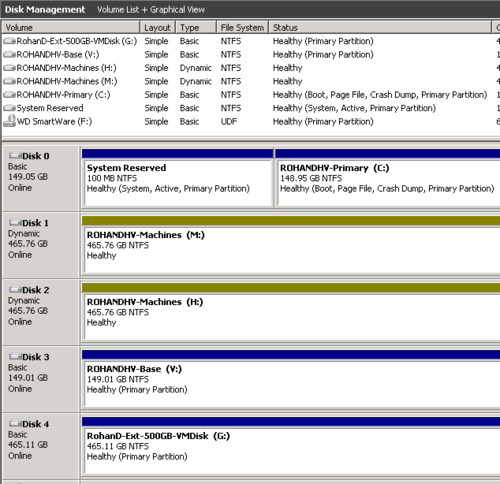 Disk Management Volume List + Graphical View
Volume Layout Type File System Status
RohanD-Ext-500GB-VMDisk (G:) Simple Basic NTFS Healthy (Primary Partition)
ROHANDHV-Base (V:) Simple Basic NTFS Healthy (Primary Partition)
ROHANDHV-Machines (H:) Simple Dynamic NTFS Healthy
ROHANDHV-Machines (M:) Simple Dynamic NTFS Healthy
ROHANDHV-Primary (C:) Simple Basic NTFS Healthy (Boot, Page File, Crash Dump, Primary Partition)
System Reserved Simple Basic NTFS Healthy (System, Active, Primary Partition)
WD SmartWare (F:) Simple Basic UDF Healthy (Primary Partition)
Disk 0
Basic
149.05 GB
Online
System Reserved
100 MB NTFS
Healthy (System, Active, Primary Partition)
ROHANDHV-Primary (C:)
148.95 GB NTFS
Healthy (Boot, Page File, Crash Dump, Primary Partition)
Disk 1
Dynamic
465.76 GB
Online
ROHANDHV-Machines (M:)
465.76 GB NTFS
Healthy
Disk 2
Dynamic
465.76 GB
Online
ROHANDHV-Machines (H:)
465.76 GB NTFS
Healthy
Disk 3
Basic
149.01 GB
Online
ROHANDHV-Base (V:)
149.01 GB NTFS
Healthy (Primary Partition)
Disk 4
Basic
465.11 GB
Online
RohanD-Ext-500GB-VMDisk (G:)
465.11 GB NTFS
Healthy (Primary Partition)